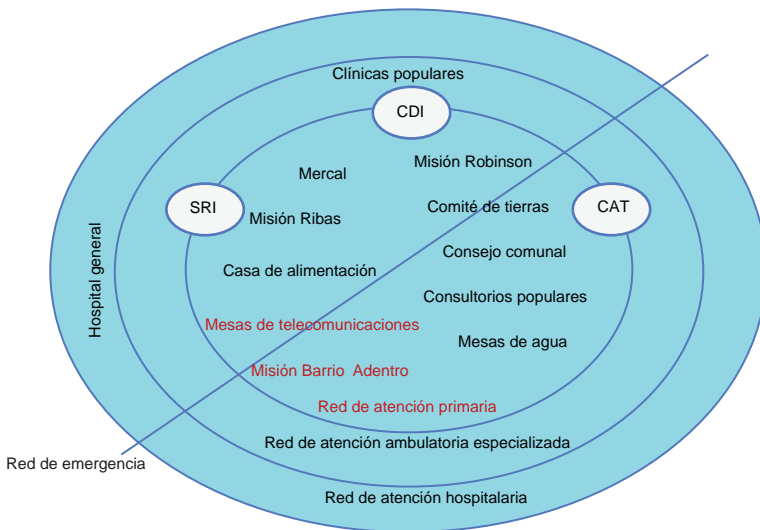 Clínicas populares
CDI
Misión Robinson
Mercal
SRI
Misión Ribas
Comité de tierras
CAT
Hospital general
Consejo comunal
Casa de alimentación
Consultorios populares
Mesas de telecomunicaciones
Mesas de agua
Misión Barrio Adentro
Red de atención primaria
Red de atención ambulatoria especializada
Red de emergencia
Red de atención hospitalaria